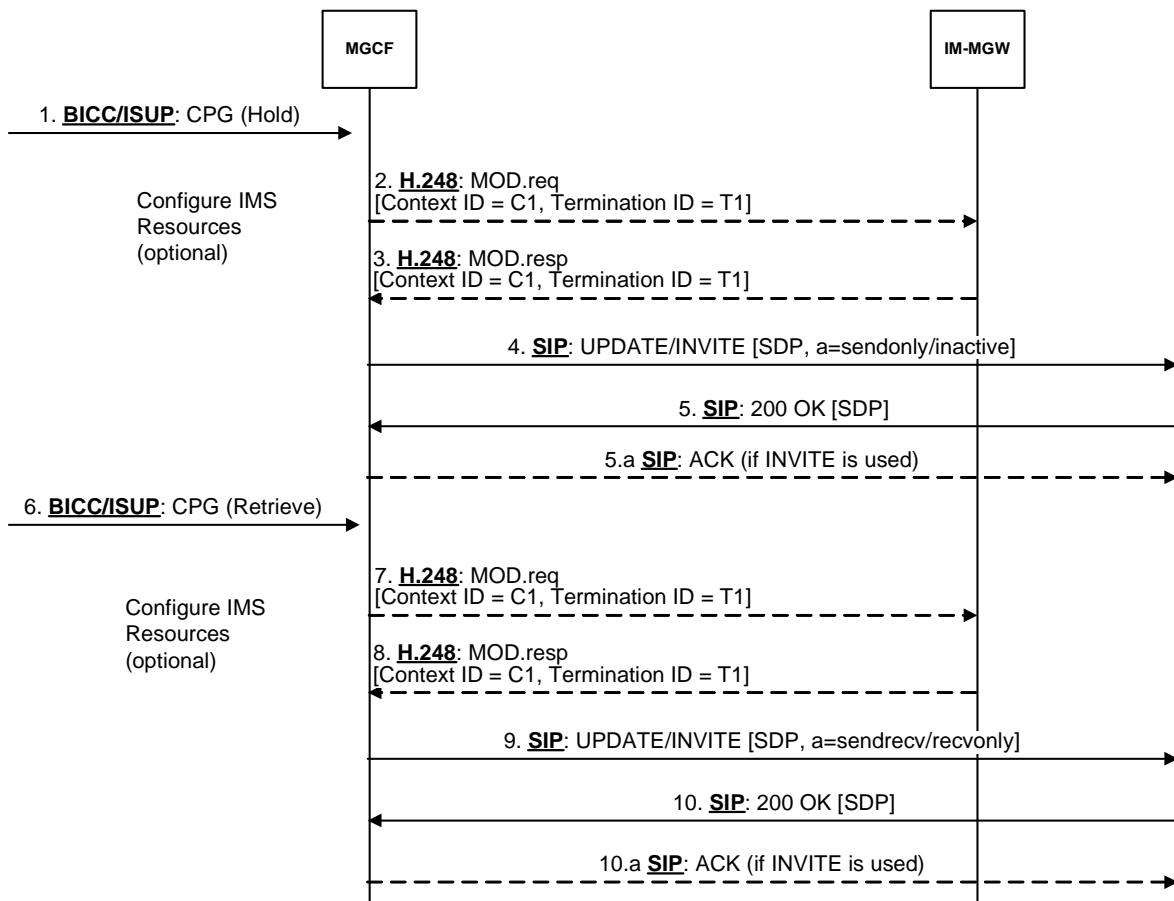 MGCF
IM-MGW
1. BICC/ISUP: CPG (Hold)
2. H.248: MOD.req
[Context ID = C1, Termination ID = T1]
Configure IMS
Resources
(optional)
3. H.248: MOD.resp
[Context ID = C1, Termination ID = T1]
4. SIP: UPDATE/INVITE [SDP, a=sendonly/inactive]
5. SIP: 200 OK [SDP]
5.a SIP: ACK (if INVITE is used)
6. BICC/ISUP: CPG (Retrieve)
7. H.248: MOD.req
[Context ID = C1, Termination ID = T1]
Configure IMS
Resources
(optional)
8. H.248: MOD.resp
[Context ID = C1, Termination ID = T1]
9. SIP: UPDATE/INVITE [SDP, a=sendrecv/recvonly]
10. SIP: 200 OK [SDP]
10.a SIP: ACK (if INVITE is used)